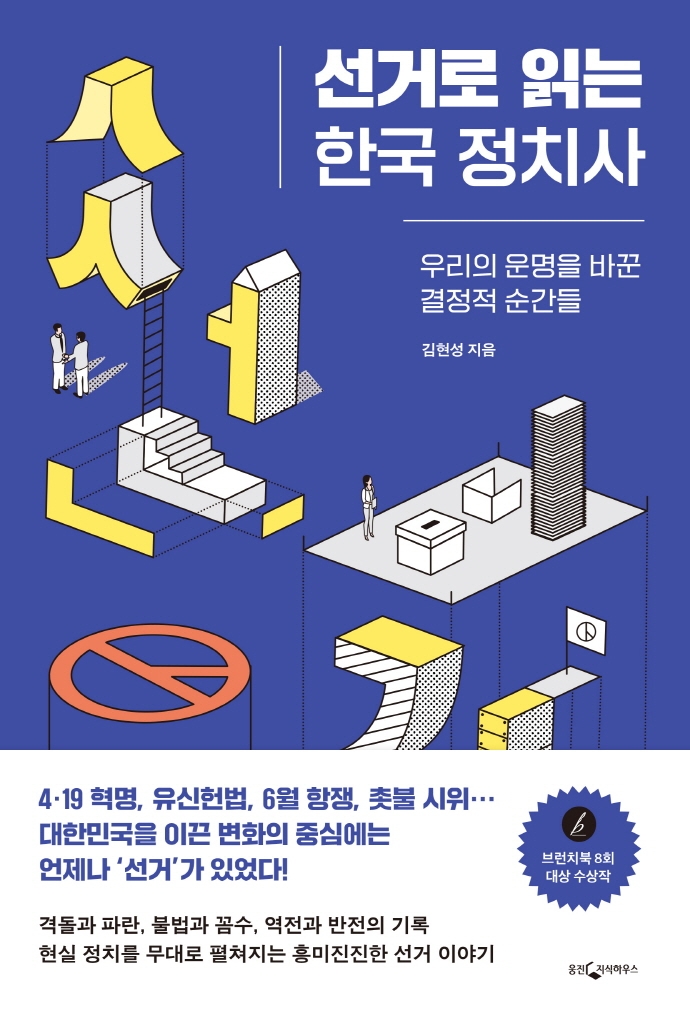 선거로 읽는
한국 정치사
우리의 운명을 바꾼
결정적 순간들
김현성 지음
선거
4·19 혁명, 유신헌법, 6월 항쟁, 촛불 시위…
대한민국을 이끈 변화의 중심에는
언제나 ‘선거’가 있었다!
격돌과 파란, 불법과 꼼수, 역전과 반전의 기록
현실 정치를 무대로 펼쳐지는 흥미진진한 선거 이야기
b
브런치북 8회
대상 수상작
웅진 지식하우스